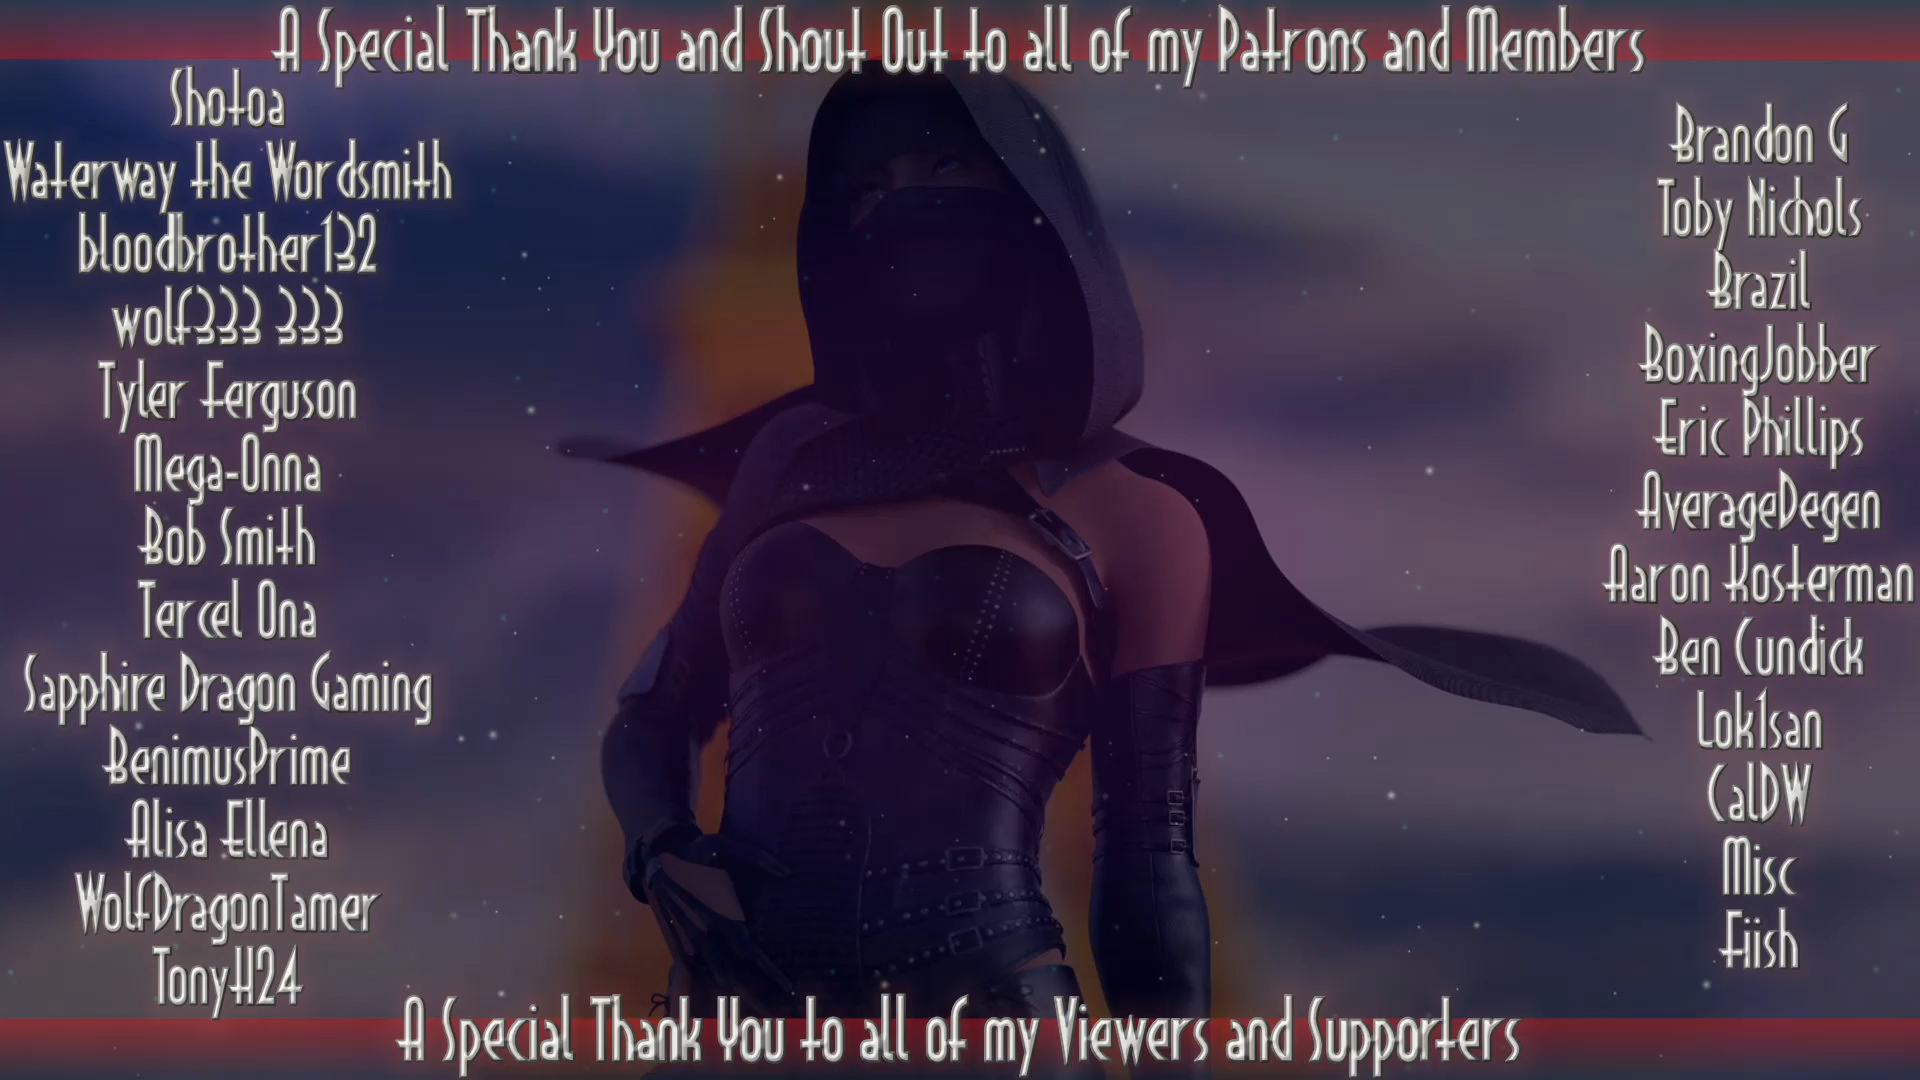 A Special Thank You and Shout Out to all of my Patrons and Members
Shotoa
Waterway the Wordsmith
bloodbrother132
wolf333 333
Tyler Ferguson
Mega-Onna
Bob Smith
Tercel Ona
Sapphire Dragon Gaming
BenimusPrime
Alisa Ellena
WolfDragonTamer
TonyH24
Brandon G
Toby Nichols
Brazil
BoxingJobber
Eric Phillips
AverageDegen
Aaron Kosterman
Ben Cundick
Lok1san
CalDW
Misc
Fiish
A Special Thank You to all of my Viewers and Supporters